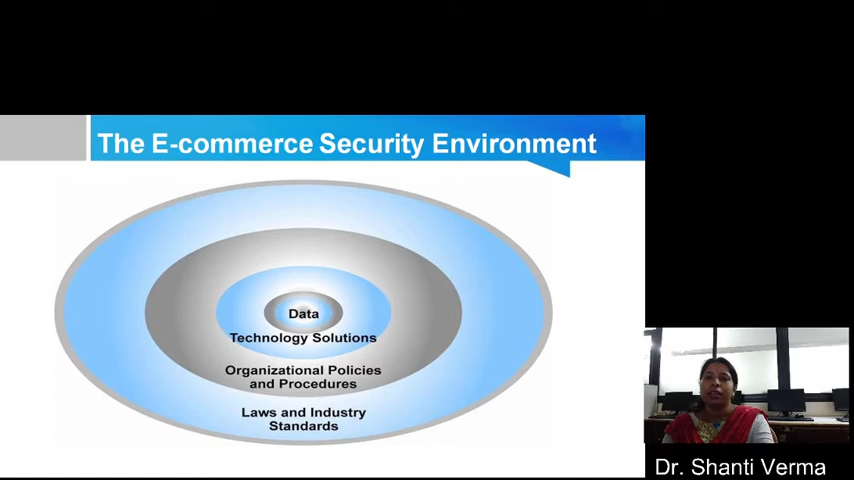 The E-commerce Security Environment
Data
Technology Solutions
Organizational Policies
and Procedures
Laws and Industry
Standards
Dr. Shanti Verma